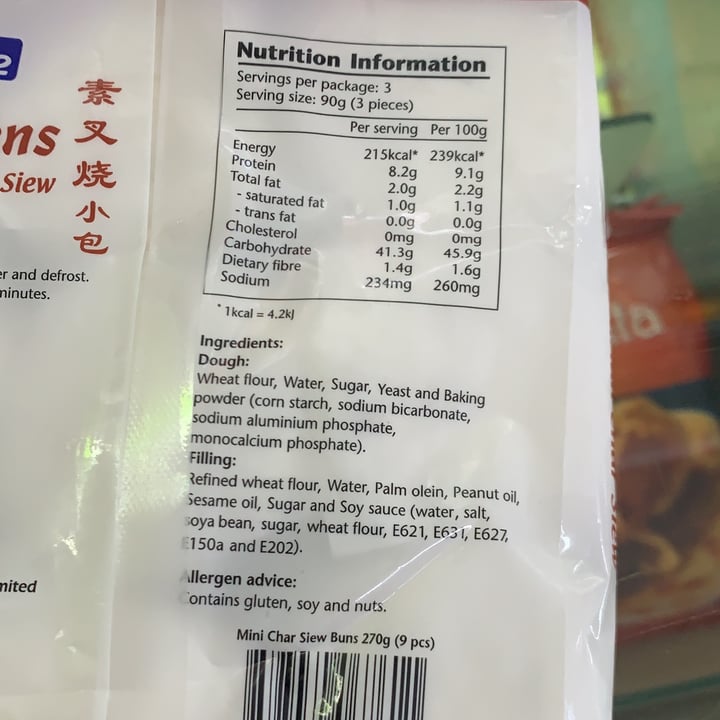 素叉烧小包
ns
Siew
er and defrost.
minutes.
mited
Nutrition Information
Servings per package: 3
Serving size: 90g (3 pieces)
Per serving Per 100g
Energy 215kcal* 239kcal*
Protein 8.2g 9.1g
Total fat 2.0g 2.2g
- saturated fat 1.0g 1.1g
- trans fat 0.0g 0.0g
Cholesterol 0mg 0mg
Carbohydrate 41.3g 45.9g
Dietary fibre 1.4g 1.6g
Sodium 234mg 260mg
* 1kcal = 4.2kJ
Ingredients:
Dough:
Wheat flour, Water, Sugar, Yeast and Baking
powder (corn starch, sodium bicarbonate,
sodium aluminium phosphate,
monocalcium phosphate).
Filling:
Refined wheat flour, Water, Palm olein, Peanut oil,
Sesame oil, Sugar and Soy sauce (water, salt,
soya bean, sugar, wheat flour, E621, E631, E627,
E150a and E202).
Allergen advice:
Contains gluten, soy and nuts.
Mini Char Siew Buns 270g (9 pcs)